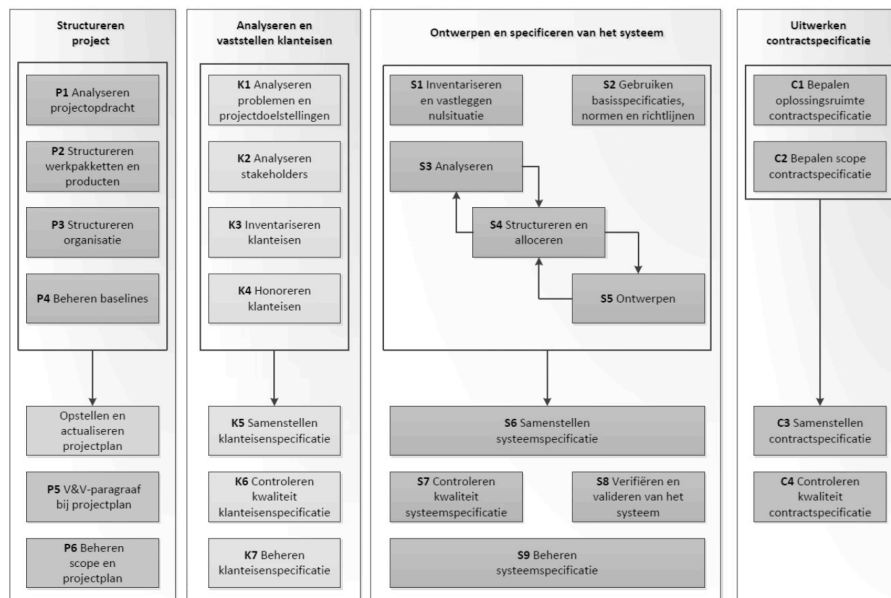 Structureren
project
P1 Analyseren
projectopdracht
P2 Structureren
werkpakketten en
producten
P3 Structureren
organisatie
P4 Beheren baselines
Opstellen en
actualiseren
projectplan
P5 V&V-paragraaf
bij projectplan
P6 Beheren
scope en
projectplan
Analyseren en
vaststellen klanteisen
K1 Analyseren
problemen en
projectdoelstellingen
K2 Analyseren
stakeholders
K3 Inventariseren
klanteisen
K4 Honoreren
klanteisen
K5 Samenstellen
klanteisenspecificatie
K6 Controleren
kwaliteit
klanteisenspecificatie
K7 Beheren
klanteisenspecificatie
Ontwerpen en specificeren van het systeem
S1 Inventariseren
en vastleggen
nulsituatie
S2 Gebruiken
basisspecificaties,
normen en richtlijnen
S3 Analyseren
S4 Structureren en
alloceren
S5 Ontwerpen
S6 Samenstellen
systeemspecificatie
S7 Controleren
kwaliteit
systeemspecificatie
S8 Verifiëren en
valideren van het
systeem
S9 Beheren
systeemspecificatie
Uitwerken
contractspecificatie
C1 Bepalen
oplossingsruimte
contractspecificatie
C2 Bepalen scope
contractspecificatie
C3 Samenstellen
contractspecificatie
C4 Controleren
kwaliteit
contractspecificatie